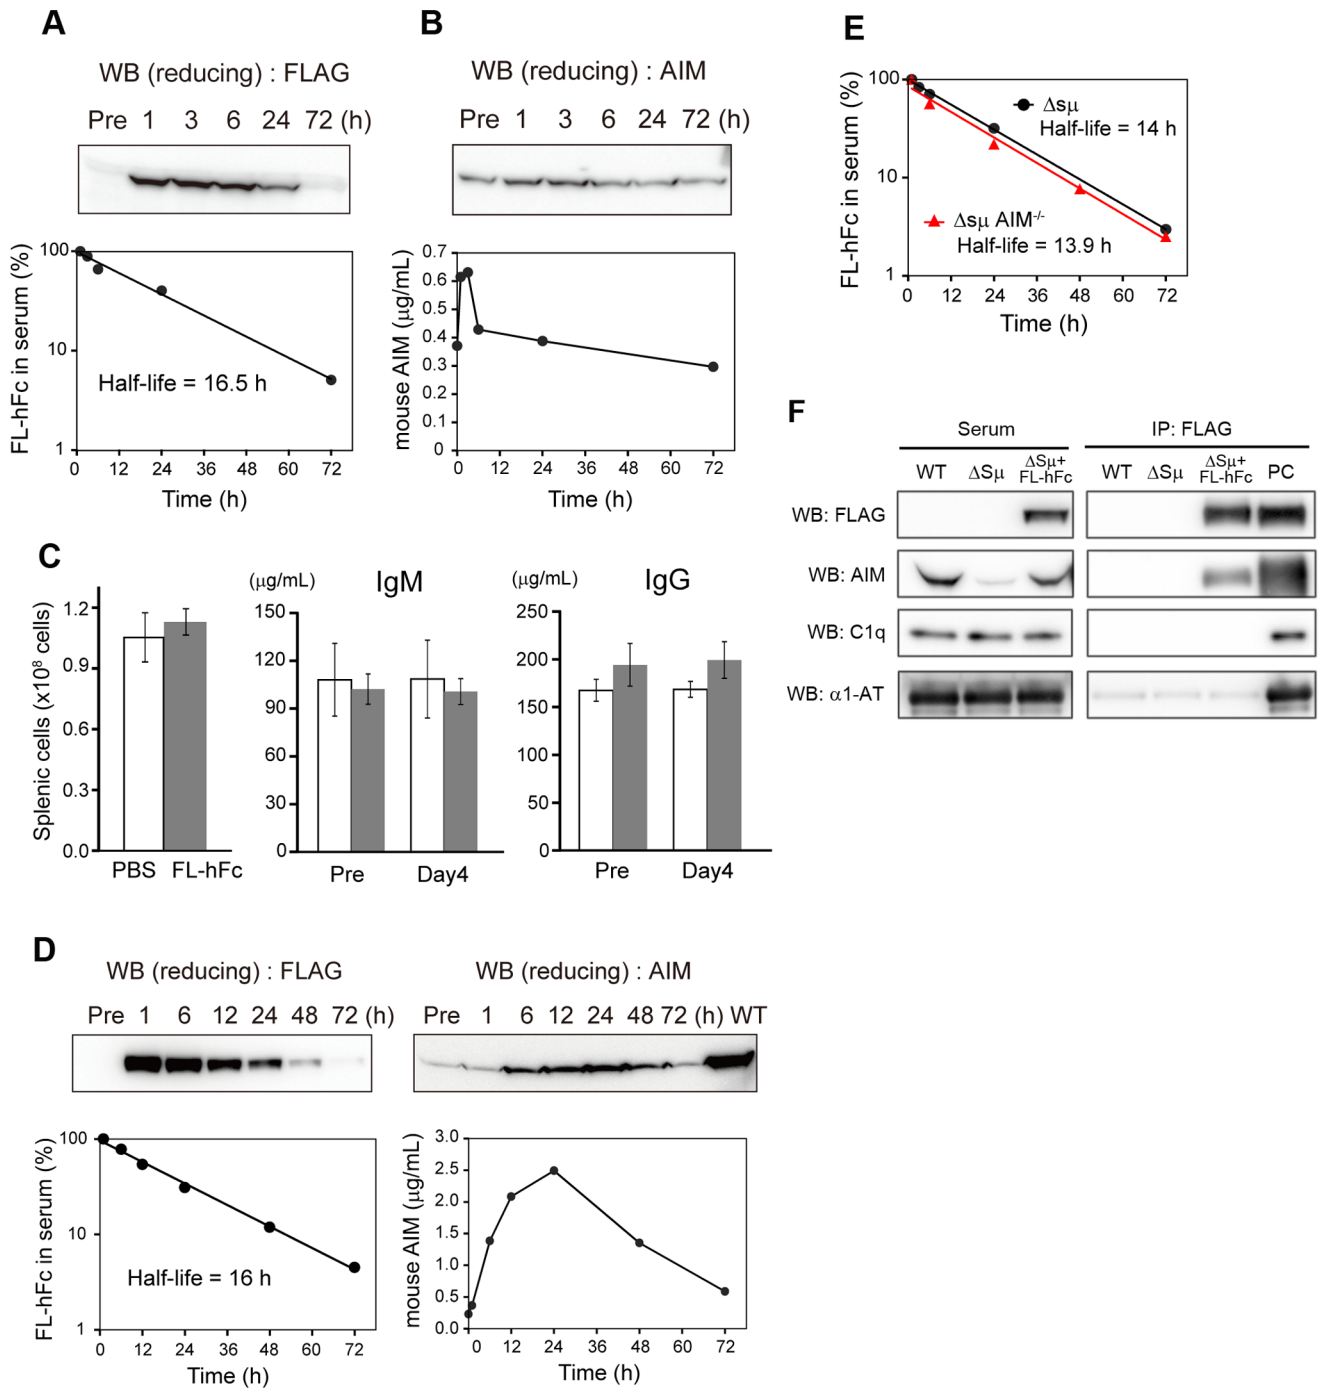 A
WB (reducing) : FLAG
Pre 1 3 6 24 72 (h)
FL-hFc in serum (%)
100
10
1
Half-life = 16.5 h
0 12 24 36 48 60 72
Time (h)
B
WB (reducing) : AIM
Pre 1 3 6 24 72 (h)
mouse AIM (μg/mL)
0.7
0.6
0.5
0.4
0.3
0.2
0.1
0
0 12 24 36 48 60 72
Time (h)
C
Splenic cells (x10⁸ cells)
1.2
0.9
0.6
0.3
0.0
PBS FL-hFc
(μg/mL)
IgM
150
120
90
60
30
0
Pre Day4
(μg/mL)
IgG
250
200
150
100
50
0
Pre Day4
D
WB (reducing) : FLAG
Pre 1 6 12 24 48 72 (h)
FL-hFc in serum (%)
100
10
1
Half-life = 16 h
0 12 24 36 48 60 72
Time (h)
WB (reducing) : AIM
Pre 1 6 12 24 48 72 (h) WT
mouse AIM (μg/mL)
3.0
2.5
2.0
1.5
1.0
0.5
0.0
0 12 24 36 48 60 72
Time (h)
E
FL-hFc in serum (%)
100
10
1
Δsμ
Half-life = 14 h
Δsμ AIM⁻/⁻
Half-life = 13.9 h
0 12 24 36 48 60 72
Time (h)
F
Serum
IP: FLAG
WT ΔSμ ΔSμ+ FL-hFc
WT ΔSμ ΔSμ+ FL-hFc PC
WB: FLAG
WB: AIM
WB: C1q
WB: α1-AT